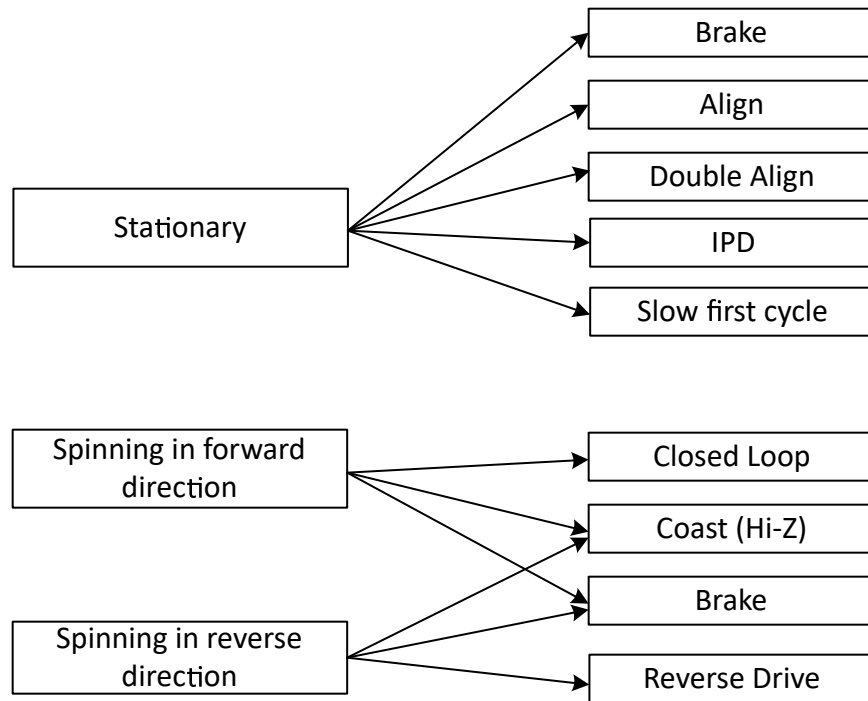 Brake
Align
Double Align
Stationary
IPD
Slow first cycle
Spinning in forward
direction
Closed Loop
Coast (Hi-Z)
Brake
Spinning in reverse
direction
Reverse Drive